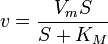 v = \frac{V_m S}{S + K_M}